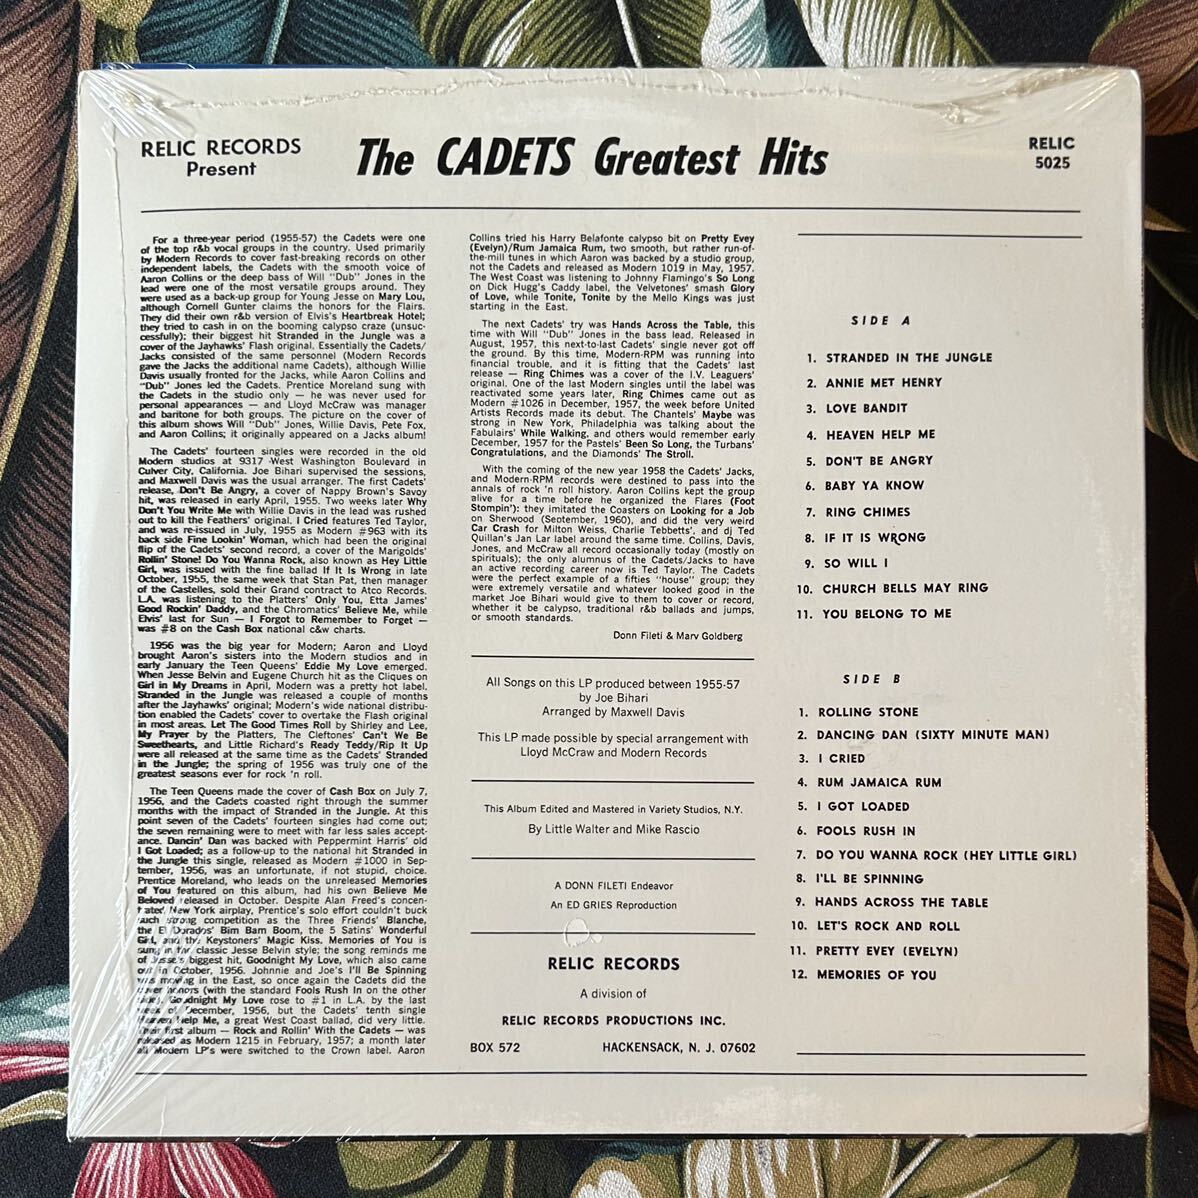 RELIC RECORDS
Present
The CADETS Greatest Hits
RELIC
5025
For a three-year period (1955-57) the Cadets were one
of the top r&b vocal groups in the country. Used primarily
by Modern Records to cover fast-breaking records on other
independent labels, the Cadets with the smooth voice of
Aaron Collins or the deep bass of Will "Dub" Jones in the
lead were one of the most versatile groups around. They
were used as a back-up group for Young Jesse on Mary Lou,
although Cornell Gunter claims the honors for the Flairs.
They did their own r&b version of Elvis's Heartbreak Hotel;
they tried to cash in on the booming calypso craze (unsuc-
cessfully); their biggest hit Stranded in the Jungle was a
cover of the Jayhawks' Flash original. Essentially the Cadets/
Jacks consisted of the same personnel (Modern Records
gave the Jacks the additional name Cadets), although Willie
Davis usually fronted for the Jacks, while Aaron Collins and
"Dub" Jones led the Cadets. Prentice Moreland sung with
the Cadets in the studio only — he was never used for
personal appearances — and Lloyd McCraw was manager
and baritone for both groups. The picture on the cover of
this album shows Will "Dub" Jones, Willie Davis, Pete Fox,
and Aaron Collins; it originally appeared on a Jacks album!
The Cadets' fourteen singles were recorded in the old
Modern studios at 9317 West Washington Boulevard in
Culver City, California. Joe Bihari supervised the sessions,
and Maxwell Davis was the usual arranger. The first Cadets'
release, Don't Be Angry, a cover of Nappy Brown's Savoy
hit, was released in early April, 1955. Two weeks later Why
Don't You Write Me with Willie Davis in the lead was rushed
out to kill the Feathers' original. I Cried features Ted Taylor,
and was re-issued in July, 1955 as Modern #963 with its
back side Fine Lookin' Woman, which had been the original
flip of the Cadets' second record, a cover of the Marigolds'
Rollin' Stone! Do You Wanna Rock, also known as Hey Little
Girl, was issued with the fine ballad If It Is Wrong in late
October, 1955, the same week that Stan Pat, then manager
of the Castelles, sold their Grand contract to Atco Records.
L.A. was listening to the Platters' Only You, Etta James'
Good Rockin' Daddy, and the Chromatics' Believe Me, while
Elvis' last for Sun — I Forgot to Remember to Forget —
was #8 on the Cash Box national c&w charts.
1956 was the big year for Modern; Aaron and Lloyd
brought Aaron's sisters into the Modern studios and in
early January the Teen Queens' Eddie My Love emerged.
When Jesse Belvin and Eugene Church hit as the Cliques on
Girl in My Dreams in April, Modern was a pretty hot label.
Stranded in the Jungle was released a couple of months
after the Jayhawks' original; Modern's wide national distribu-
tion enabled the Cadets' cover to overtake the Flash original
in most areas. Let The Good Times Roll by Shirley and Lee,
My Prayer by the Platters, The Cleftones' Can't We Be
Sweethearts, and Little Richard's Ready Teddy/Rip It Up
were all released at the same time as the Cadets' Stranded
in the Jungle; the spring of 1956 was truly one of the
greatest seasons ever for rock 'n roll.
The Teen Queens made the cover of Cash Box on July 7,
1956, and the Cadets coasted right through the summer
months with the impact of Stranded in the Jungle. At this
point seven of the Cadets' fourteen singles had come out;
the seven remaining were to meet with far less sales accept-
ance. Dancin' Dan was backed with Peppermint Harris' old
I Got Loaded; as a follow-up to the national hit Stranded in
the Jungle this single, released as Modern #1000 in Sep-
tember, 1956, was an unfortunate, if not stupid, choice.
Prentice Moreland, who leads on the unreleased Memories
of You featured on this album, had his own Believe Me
Beloved released in October. Despite Alan Freed's concen-
trated New York airplay, Prentice's solo effort couldn't buck
such strong competition as the Three Friends' Blanche,
the El Dorados' Bim Bam Boom, the 5 Satins' Wonderful
Girl, and the Keystoners' Magic Kiss. Memories of You is
sung in the classic Jesse Belvin style; the song reminds me
of Jesse's biggest hit, Goodnight My Love, which also came
out in October, 1956. Johnnie and Joe's I'll Be Spinning
was moving in the East, so once again the Cadets did the
cover honors (with the standard Fools Rush In on the other
side). Goodnight My Love rose to #1 in L.A. by the last
week of December, 1956, but the Cadets' tenth single
Heaven Help Me, a great West Coast ballad, did very little.
Their first album — Rock and Rollin' With the Cadets — was
released as Modern 1215 in February, 1957; a month later
all Modern LP's were switched to the Crown label. Aaron
Collins tried his Harry Belafonte calypso bit on Pretty Evey
(Evelyn)/Rum Jamaica Rum, two smooth, but rather run-of-
the-mill tunes in which Aaron was backed by a studio group,
not the Cadets and released as Modern 1019 in May, 1957.
The West Coast was listening to Johnny Flamingo's So Long
on Dick Hugg's Caddy label, the Velvetones' smash Glory
of Love, while Tonite, Tonite by the Mello Kings was just
starting in the East.
The next Cadets' try was Hands Across the Table, this
time with Will "Dub" Jones in the bass lead. Released in
August, 1957, this next-to-last Cadets' single never got off
the ground. By this time, Modern-RPM was running into
financial trouble, and it is fitting that the Cadets' last
release — Ring Chimes was a cover of the I.V. Leaguers'
original. One of the last Modern singles until the label was
reactivated some years later, Ring Chimes came out as
Modern #1026 in December, 1957, the week before United
Artists Records made its debut. The Chantels' Maybe was
strong in New York, Philadelphia was talking about the
Fabulairs' While Walking, and others would remember early
December, 1957 for the Pastels' Been So Long, the Turbans'
Congratulations, and the Diamonds' The Stroll.
With the coming of the new year 1958 the Cadets' Jacks,
and Modern-RPM records were destined to pass into the
annals of rock 'n roll history. Aaron Collins kept the group
alive for a time before he organized the Flares (Foot
Stompin'): they imitated the Coasters on Looking for a Job
on Sherwood (September, 1960), and did the very weird
Car Crash for Milton Weiss, Charlie Tebbetts', and dj Ted
Quillan's Jan Lar label around the same time. Collins, Davis,
Jones, and McCraw all record occasionally today (mostly on
spirituals); the only alumnus of the Cadets/Jacks to have
an active recording career now is Ted Taylor. The Cadets
were the perfect example of a fifties "house" group; they
were extremely versatile and whatever looked good in the
market Joe Bihari would give to them to cover or record,
whether it be calypso, traditional r&b ballads and jumps,
or smooth standards.
Donn Fileti & Marv Goldberg
All Songs on this LP produced between 1955-57
by Joe Bihari
Arranged by Maxwell Davis
This LP made possible by special arrangement with
Lloyd McCraw and Modern Records
This Album Edited and Mastered in Variety Studios, N.Y.
By Little Walter and Mike Rascio
A DONN FILETI Endeavor
An ED GRIES Reproduction
RELIC RECORDS
A division of
RELIC RECORDS PRODUCTIONS INC.
BOX 572 HACKENSACK, N. J. 07602
SIDE A
1. STRANDED IN THE JUNGLE
2. ANNIE MET HENRY
3. LOVE BANDIT
4. HEAVEN HELP ME
5. DON'T BE ANGRY
6. BABY YA KNOW
7. RING CHIMES
8. IF IT IS WRONG
9. SO WILL I
10. CHURCH BELLS MAY RING
11. YOU BELONG TO ME
SIDE B
1. ROLLING STONE
2. DANCING DAN (SIXTY MINUTE MAN)
3. I CRIED
4. RUM JAMAICA RUM
5. I GOT LOADED
6. FOOLS RUSH IN
7. DO YOU WANNA ROCK (HEY LITTLE GIRL)
8. I'LL BE SPINNING
9. HANDS ACROSS THE TABLE
10. LET'S ROCK AND ROLL
11. PRETTY EVEY (EVELYN)
12. MEMORIES OF YOU